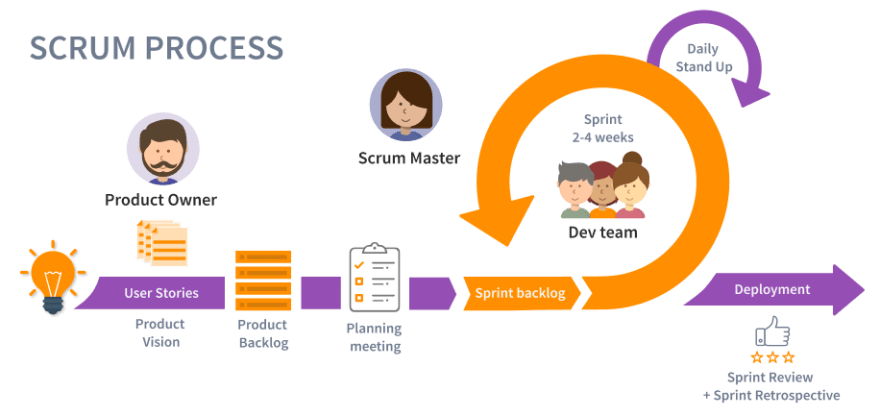 SCRUM PROCESS
Daily
Stand Up
Sprint
2-4 weeks
Scrum Master
Product Owner
Dev team
User Stories
Sprint backlog
Deployment
Product
Vision
Product
Backlog
Planning
meeting
Sprint Review
+ Sprint Retrospective